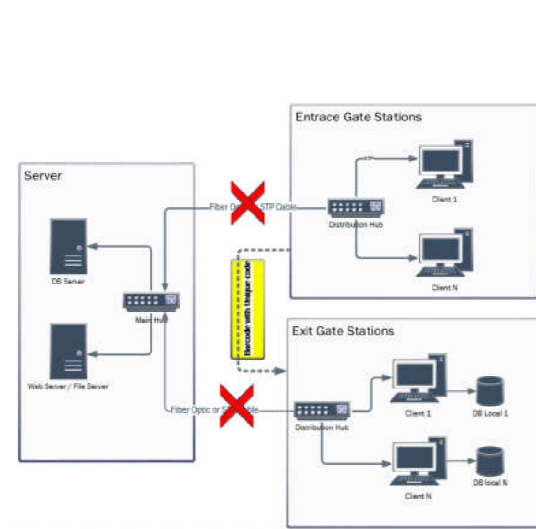 Entrace Gate Stations
STP
Client 1
Distribution Hub
Client N
Server
DB Server
Main Hub
Web Server / File Server
STP Cable
Barcode with Unique code
Exit Gate Stations
Fiber Optic or
Distribution Hub
Client 1
DB Local 1
Client N
DB local N